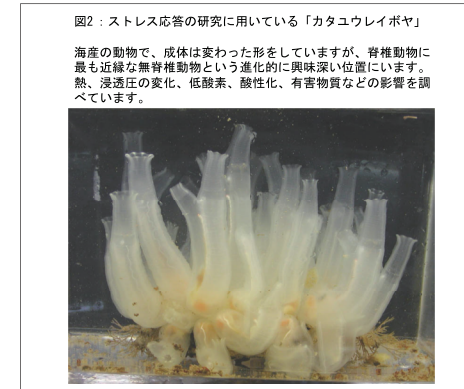 図2：ストレス応答の研究に用いている「カタユウレイボヤ」
海産の動物で、成体は変わった形をしていますが、脊椎動物に
最も近縁な無脊椎動物という進化的に興味深い位置にいます。
熱、浸透圧の変化、低酸素、酸性化、有害物質などの影響を調
べています。